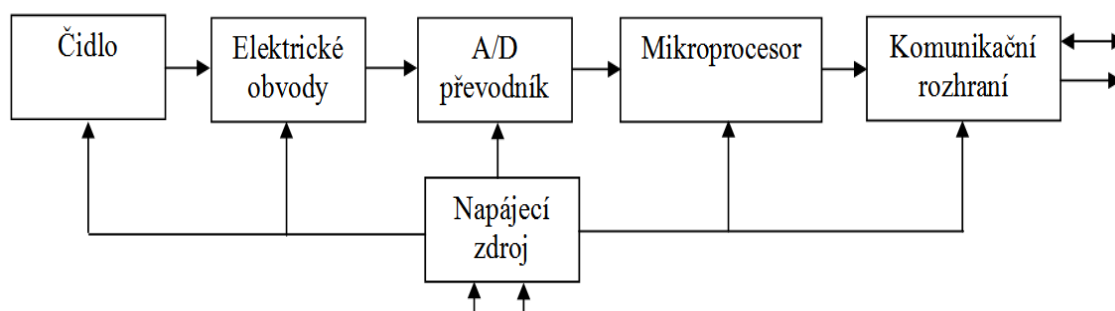 Čidlo
Elektrické
obvody
A/D
převodník
Mikroprocesor
Komunikační
rozhraní
Napájecí
zdroj